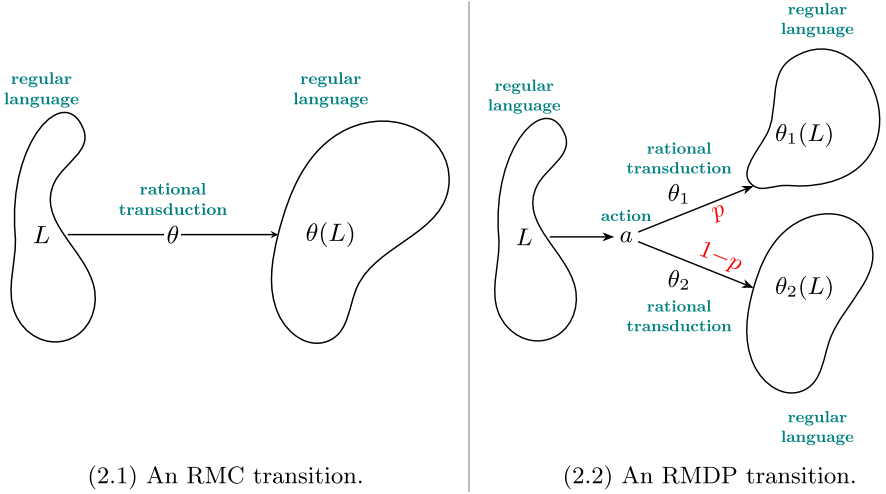 regular
language
rational
transduction
L
θ
regular
language
θ(L)
(2.1) An RMC transition.
regular
language
L
action
a
rational
transduction
θ₁
p
1−p
θ₂
rational
transduction
regular
language
θ₁(L)
θ₂(L)
regular
language
(2.2) An RMDP transition.